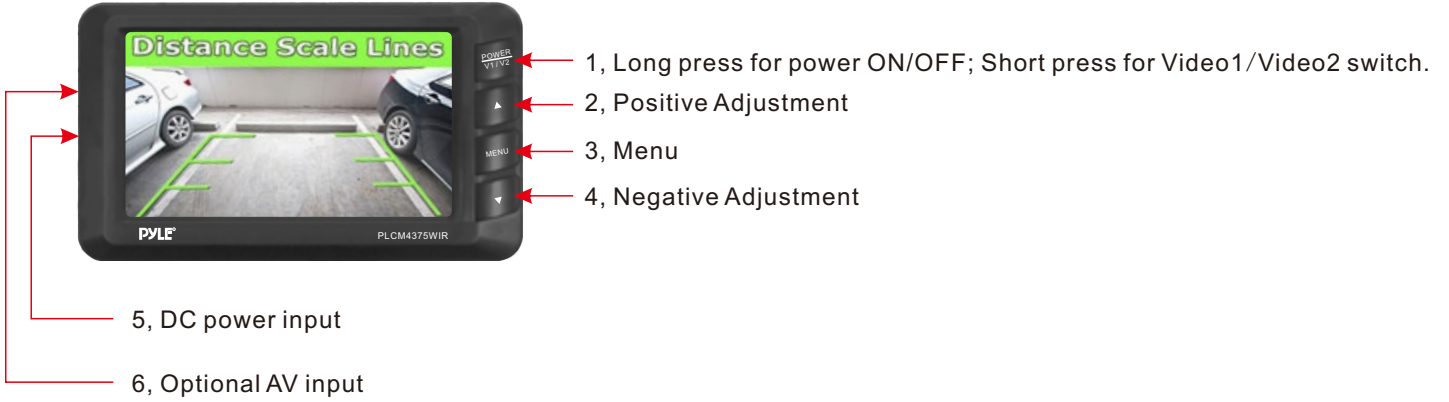 Distance Scale Lines
POWER
V1/V2
1, Long press for power ON/OFF; Short press for Video1/Video2 switch.
2, Positive Adjustment
MENU
3, Menu
4, Negative Adjustment
PYLE®
PLCM4375WIR
5, DC power input
6, Optional AV input